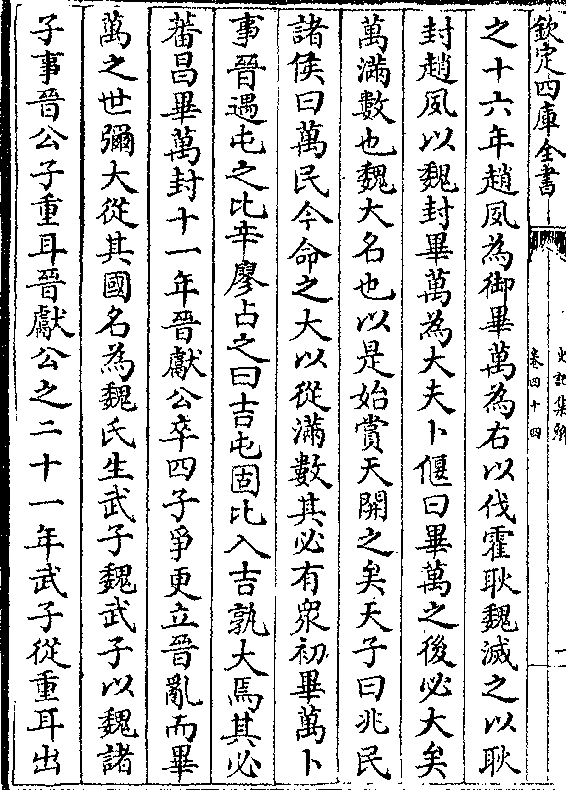 欽定四庫全書
史記集解
卷四十四
一
之十六年趙夙為御畢萬為右以伐霍耿魏滅之以耿
封趙夙以魏封畢萬為大夫卜偃曰畢萬之後必大矣
萬滿數也魏大名也以是始賞天開之矣天子曰兆民
諸侯曰萬民今命之大以從滿數其必有衆初畢萬卜
事晉遇屯之比辛廖占之曰吉屯固比入吉孰大焉其必
蕃昌畢萬封十一年晉獻公卒四子爭更立晉亂而畢
萬之世彌大從其國名為魏氏生武子魏武子以魏諸
子事晉公子重耳晉獻公之二十一年武子從重耳出